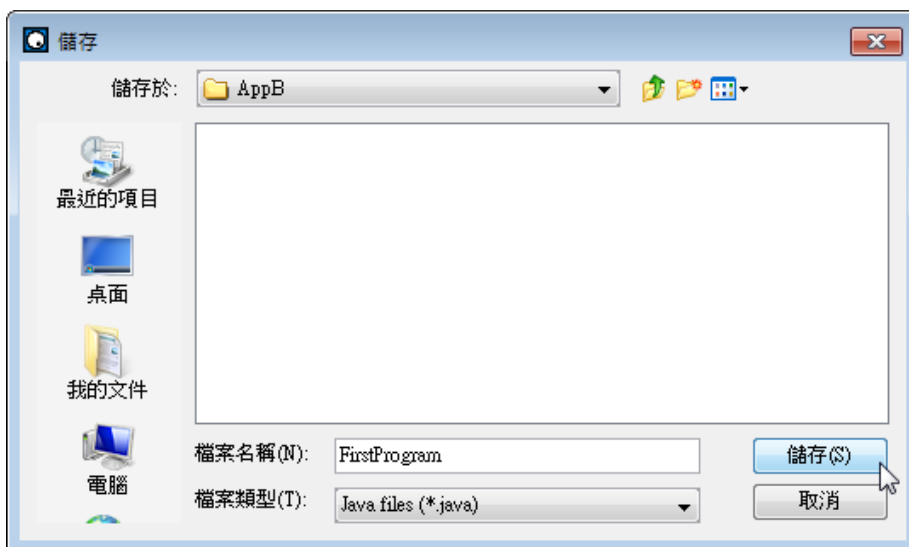 儲存
儲存於: AppB
最近的項目
桌面
我的文件
電腦
檔案名稱(N): FirstProgram 儲存(S)
檔案類型(T): Java files (*.java) 取消